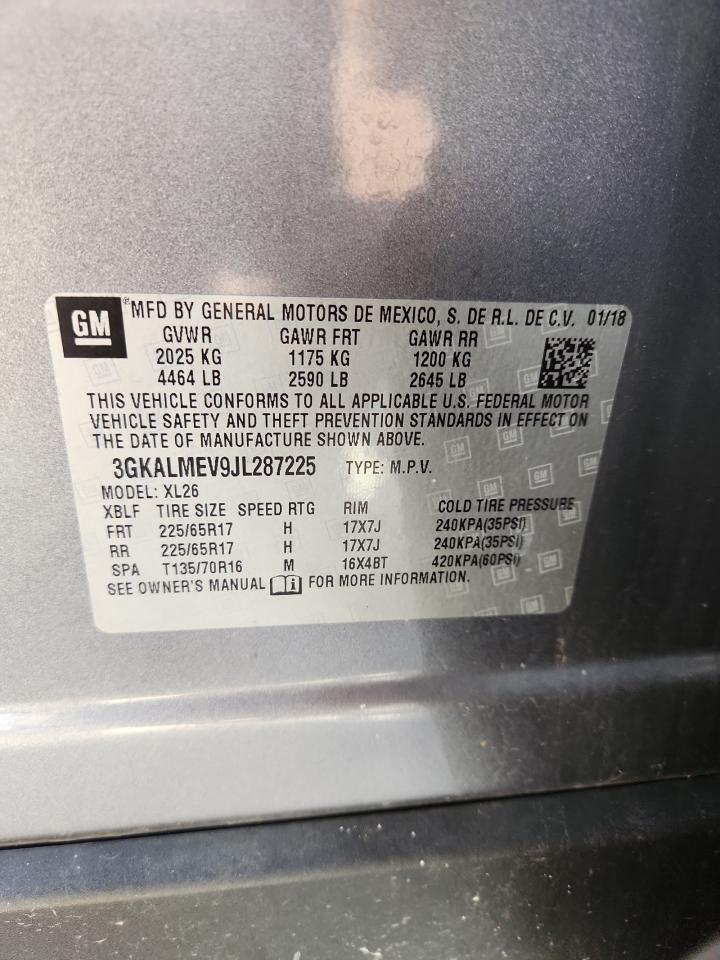 GM ® MFD BY GENERAL MOTORS DE MEXICO, S. DE R.L. DE C.V. 01/18
GVWR GAWR FRT GAWR RR
2025 KG 1175 KG 1200 KG
4464 LB 2590 LB 2645 LB
THIS VEHICLE CONFORMS TO ALL APPLICABLE U.S. FEDERAL MOTOR
VEHICLE SAFETY AND THEFT PREVENTION STANDARDS IN EFFECT ON
THE DATE OF MANUFACTURE SHOWN ABOVE.
3GKALMEV9JL287225 TYPE: M.P.V.
MODEL: XL26
XBLF TIRE SIZE SPEED RTG RIM COLD TIRE PRESSURE
FRT 225/65R17 H 17X7J 240KPA(35PSI)
RR 225/65R17 H 17X7J 240KPA(35PSI)
SPA T135/70R16 M 16X4BT 420KPA(60PSI)
SEE OWNER'S MANUAL i FOR MORE INFORMATION.